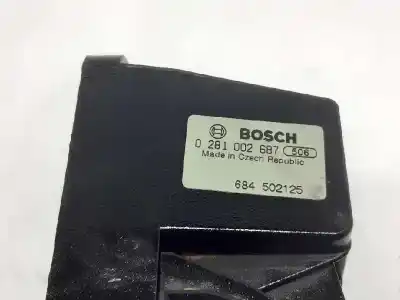 BOSCH
0 281 002 687 506
Made in Czech Republic
684 502125